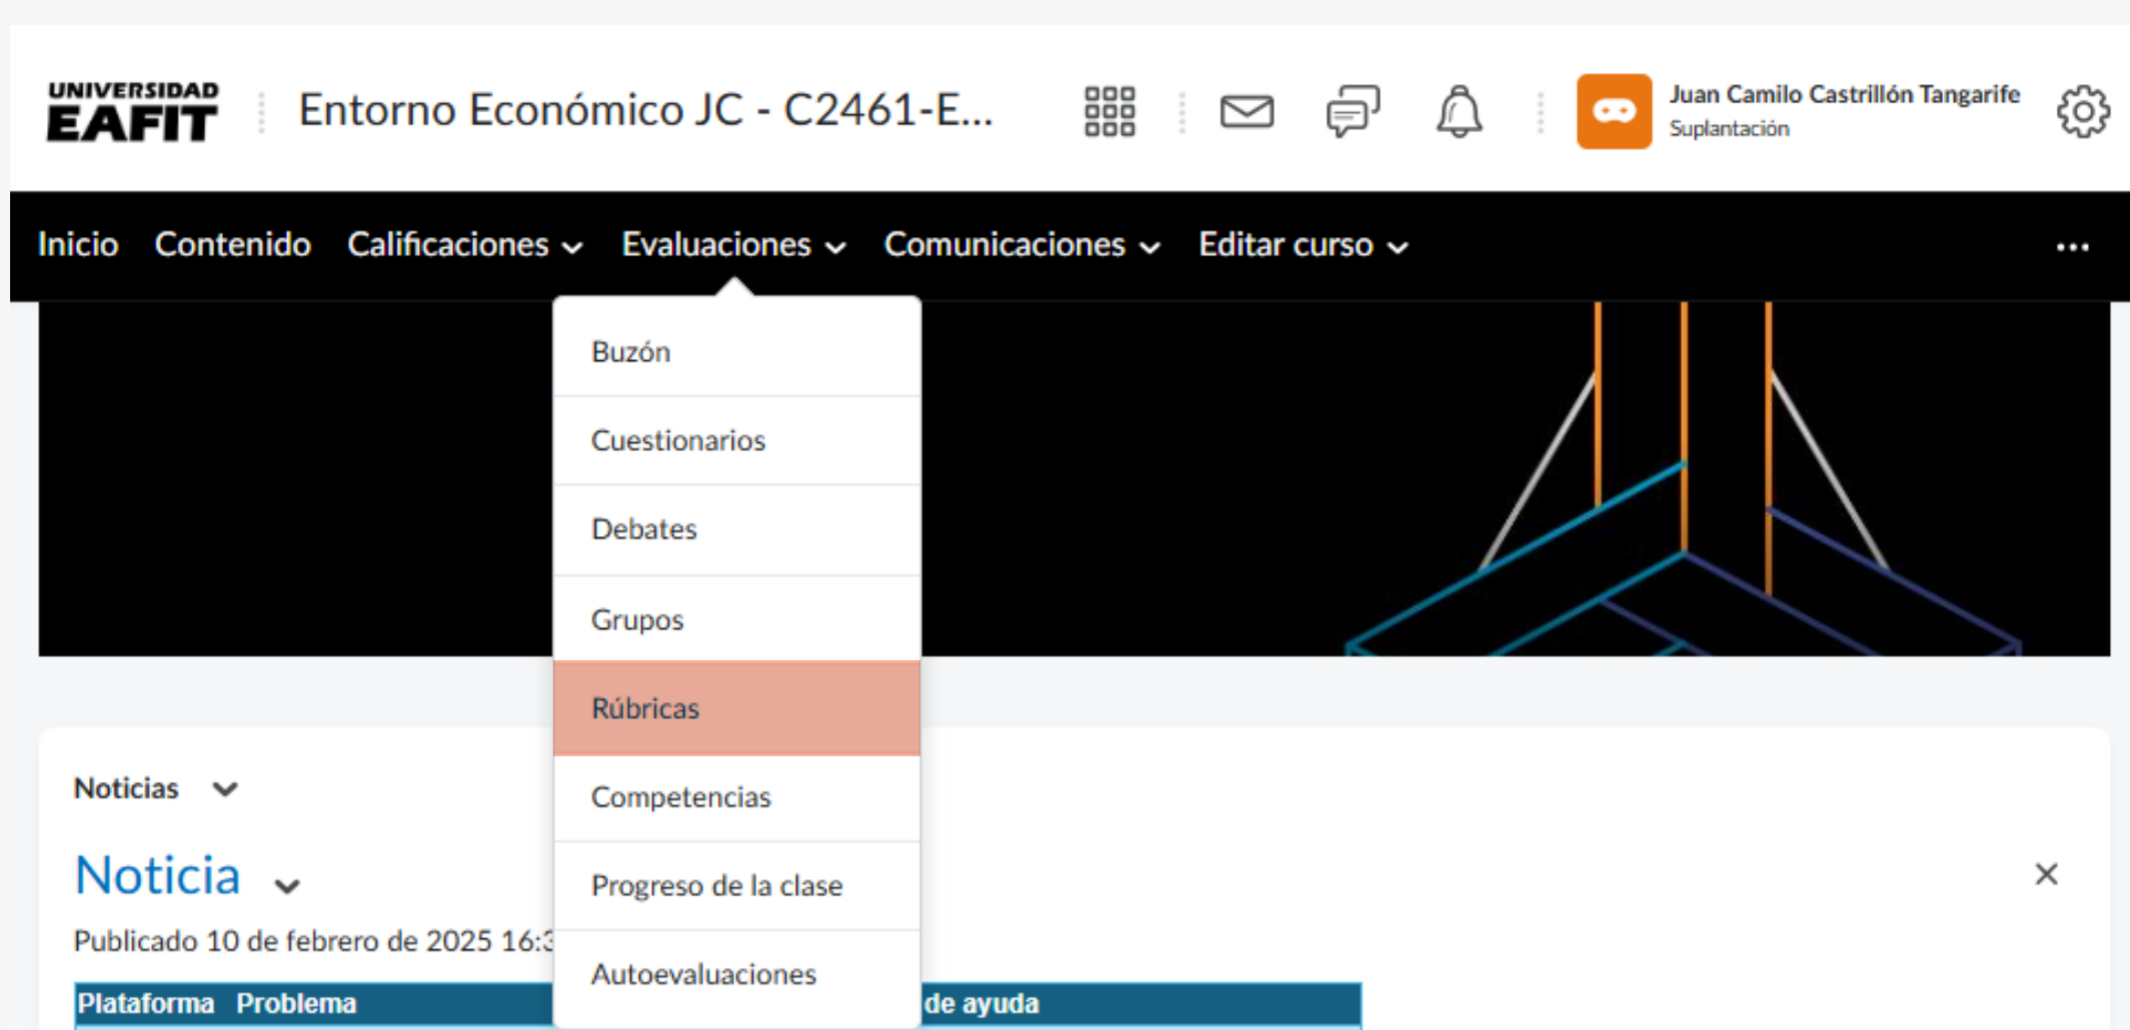 UNIVERSIDAD
EAFIT
Entorno Económico JC - C2461-E...
Juan Camilo Castrillón Tangarife
Suplantación
Inicio Contenido Calificaciones Evaluaciones Comunicaciones Editar curso ...
Buzón
Cuestionarios
Debates
Grupos
Rúbricas
Competencias
Progreso de la clase
Autoevaluaciones
Noticias
Noticia
Publicado 10 de febrero de 2025
Plataforma Problema
de ayuda